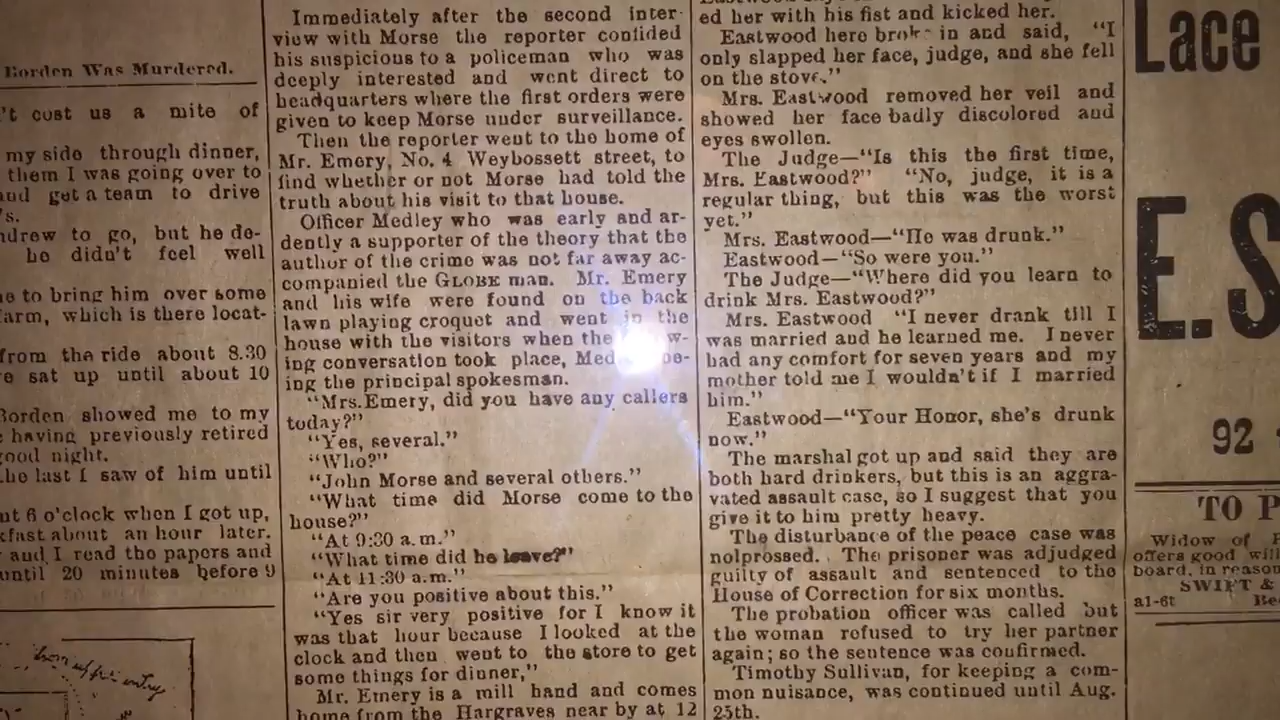 Borden Was Murdered.
't cost us a mite of
my side through dinner,
them I was going over to
and get a team to drive
's.
ndrew to go, but he de-
he didn't feel well
e to bring him over some
farm, which is there locat-
from the ride about 8.30
e sat up until about 10
Borden showed me to my
having previously retired
good night.
the last I saw of him until
ut 6 o'clock when I got up,
kfast about an hour later.
and I read the papers and
until 20 minutes before 9
Immediately after the second inter-
view with Morse the reporter confided
his suspicious to a policeman who was
deeply interested and went direct to
headquarters where the first orders were
given to keep Morse under surveillance.
Then the reporter went to the home of
Mr. Emery, No. 4 Weybossett street, to
find whether or not Morse had told the
truth about his visit to that house.
Officer Medley who was early and ar-
dently a supporter of the theory that the
author of the crime was not far away ac-
companied the GLOBE man. Mr. Emery
and his wife were found on the back
lawn playing croquet and went in the
house with the visitors when the w-
ing conversation took place, Med be-
ing the principal spokesman.
"Mrs. Emery, did you have any callers
today?"
"Yes, several."
"Who?"
"John Morse and several others."
"What time did Morse come to the
house?"
"At 9:30 a.m."
"What time did he leave?"
"At 11:30 a.m."
"Are you positive about this."
"Yes sir very positive for I know it
was that hour because I looked at the
clock and then went to the store to get
some things for dinner,"
Mr. Emery is a mill hand and comes
home from the Hargraves near by at 12
ed her with his fist and kicked her.
Eastwood here broke in and said, "I
only slapped her face, judge, and she fell
on the stove."
Mrs. Eastwood removed her veil and
showed her face badly discolored and
eyes swollen.
The Judge—"Is this the first time,
Mrs. Eastwood?" "No, judge, it is a
regular thing, but this was the worst
yet."
Mrs. Eastwood—"He was drunk."
Eastwood—"So were you."
The Judge—"Where did you learn to
drink Mrs. Eastwood?"
Mrs. Eastwood "I never drank till I
was married and he learned me. I never
had any comfort for seven years and my
mother told me I wouldn't if I married
him."
Eastwood—"Your Honor, she's drunk
now."
The marshal got up and said they are
both hard drinkers, but this is an aggra-
vated assault case, so I suggest that you
give it to him pretty heavy.
The disturbance of the peace case was
nolprossed. The prisoner was adjudged
guilty of assault and sentenced to the
House of Correction for six months.
The probation officer was called but
the woman refused to try her partner
again; so the sentence was confirmed.
Timothy Sullivan, for keeping a com-
mon nuisance, was continued until Aug.
25th.
Lace
E.S
92
TO P
Widow of
offers good will
board, in reason
SWIFT &
a1-6t